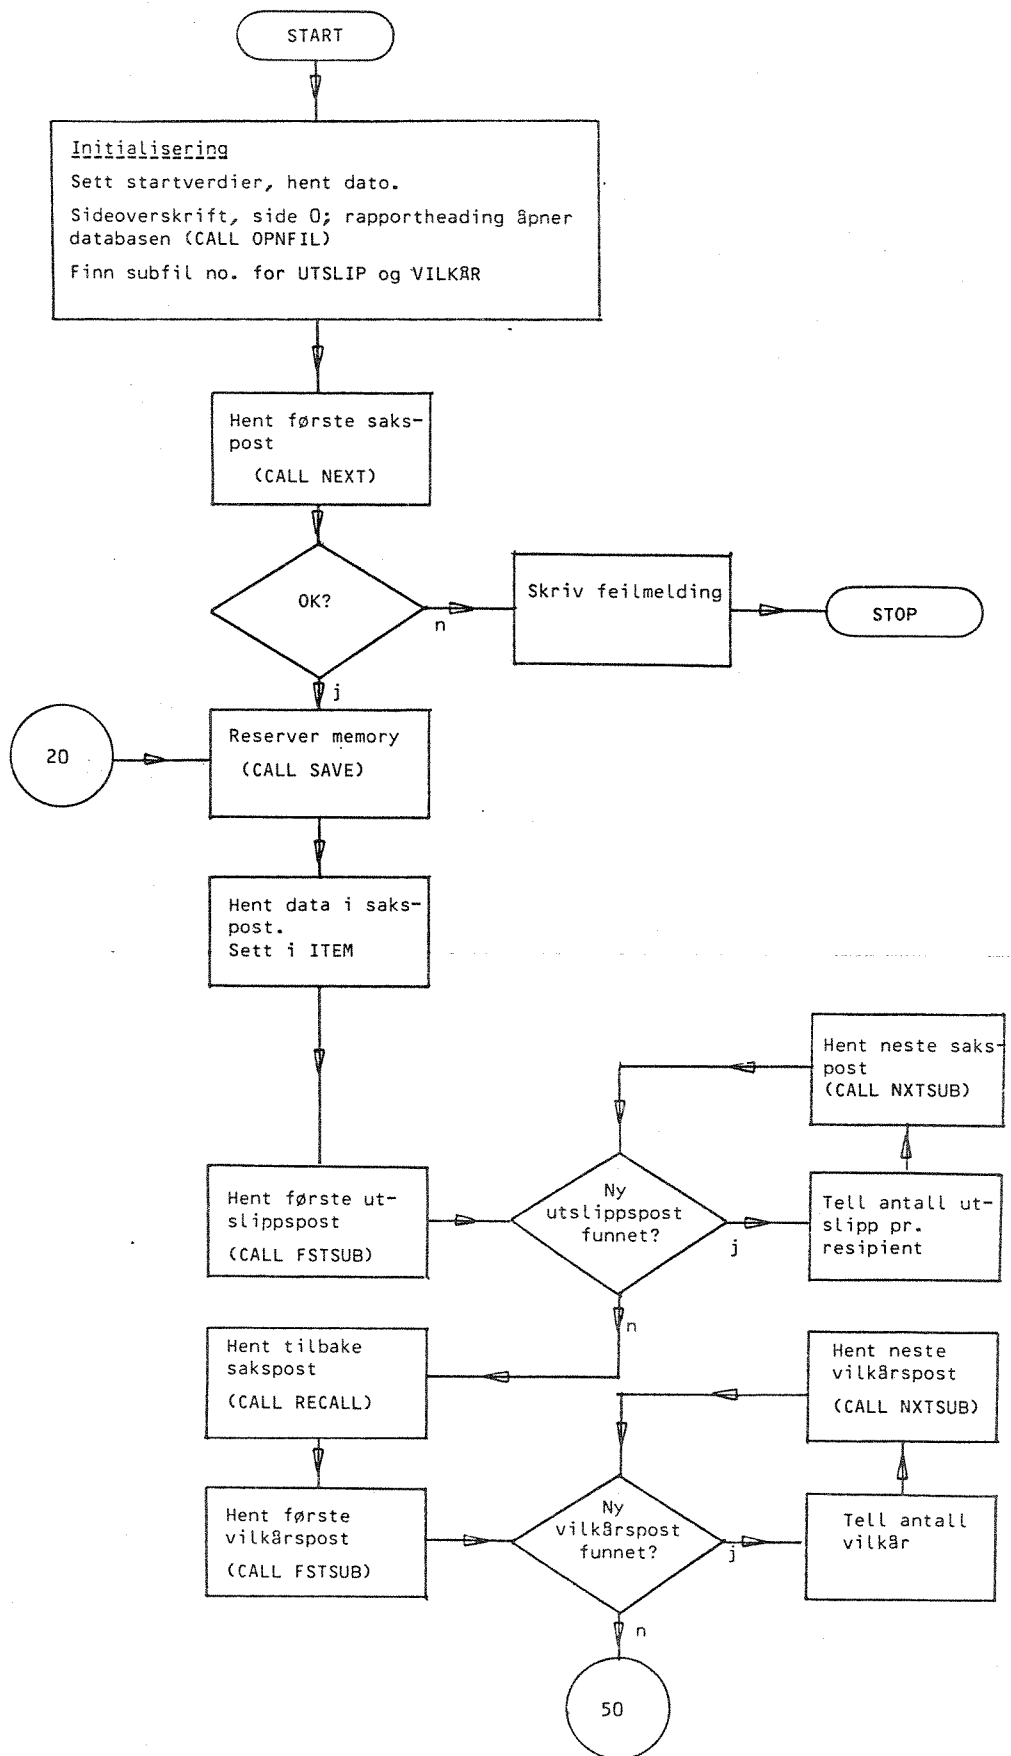 START
Initialisering
Sett startverdier, hent dato.
Sideoverskrift, side 0; rapportheading åpner
databasen (CALL OPNFIL)
Finn subfil no. for UTSLIP og VILKÅR
Hent første saks-
post
(CALL NEXT)
OK?
n
Skriv feilmelding
STOP
j
20
Reserver memory
(CALL SAVE)
Hent data i saks-
post.
Sett i ITEM
Hent første ut-
slippspost
(CALL FSTSUB)
Ny
utslippspost
funnet?
j
Tell antall ut-
slipp pr.
resipient
Hent neste saks-
post
(CALL NXTSUB)
n
Hent tilbake
sakspost
(CALL RECALL)
Hent første
vilkårspost
(CALL FSTSUB)
Ny
vilkårspost
funnet?
j
Tell antall
vilkår
Hent neste
vilkårspost
(CALL NXTSUB)
n
50